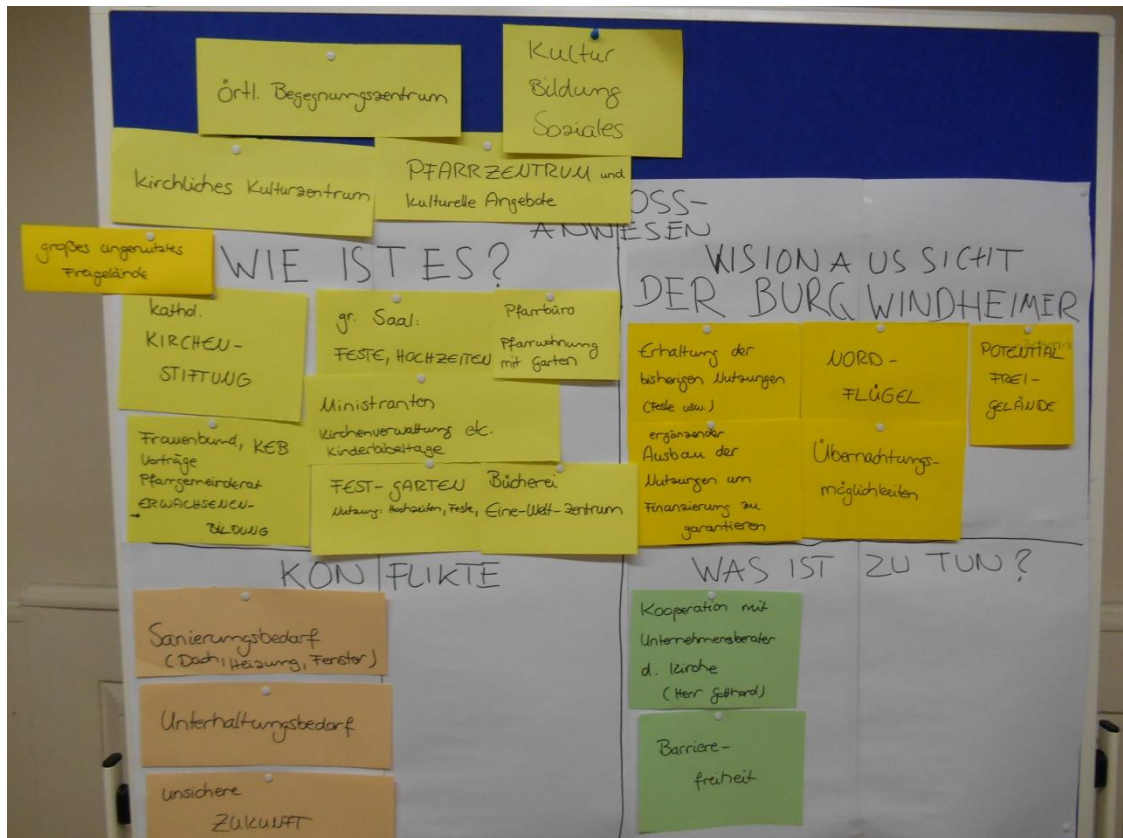 örtl. Begegnungszentrum
Kultur
Bildung
Soziales
kirchliches Kulturzentrum
PFARRZENTRUM und
kulturelle Angebote
OSS-
ANWESEN
großes ungenutztes
Freigelände
WIE IST ES?
kathol.
KIRCHEN-
STIFTUNG
gr. Saal:
FESTE, HOCHZEITEN
Pfarrbüro
Pfarrwohnung
mit Garten
Ministranten
Kirchenverwaltung etc.
Kinderbibeltage
Frauenbund, KEB
Vorträge
Pfarrgemeinderat
→ ERWACHSENEN-
BILDUNG
FEST-GARTEN
Nutzung: Hochzeiten, Feste,
Bücherei
Eine-Welt-Zentrum
VISION AUS SICHT
DER BURGWINDHEIMER
Erhaltung der
bisherigen Nutzungen
(Feste usw.)
NORD-
FLÜGEL
POTENTIAL
FREI-
GELÄNDE
ergänzender
Ausbau der
Nutzungen um
Finanzierung zu
garantieren
Übernachtungs-
möglichkeiten
KONFLIKTE
Sanierungsbedarf
(Dach, Heizung, Fenster)
Unterhaltungsbedarf
unsichere
ZUKUNFT
WAS IST ZU TUN?
Kooperation mit
Unternehmensberater
d. Kirche
(Herr Gotthard)
Barriere-
freiheit